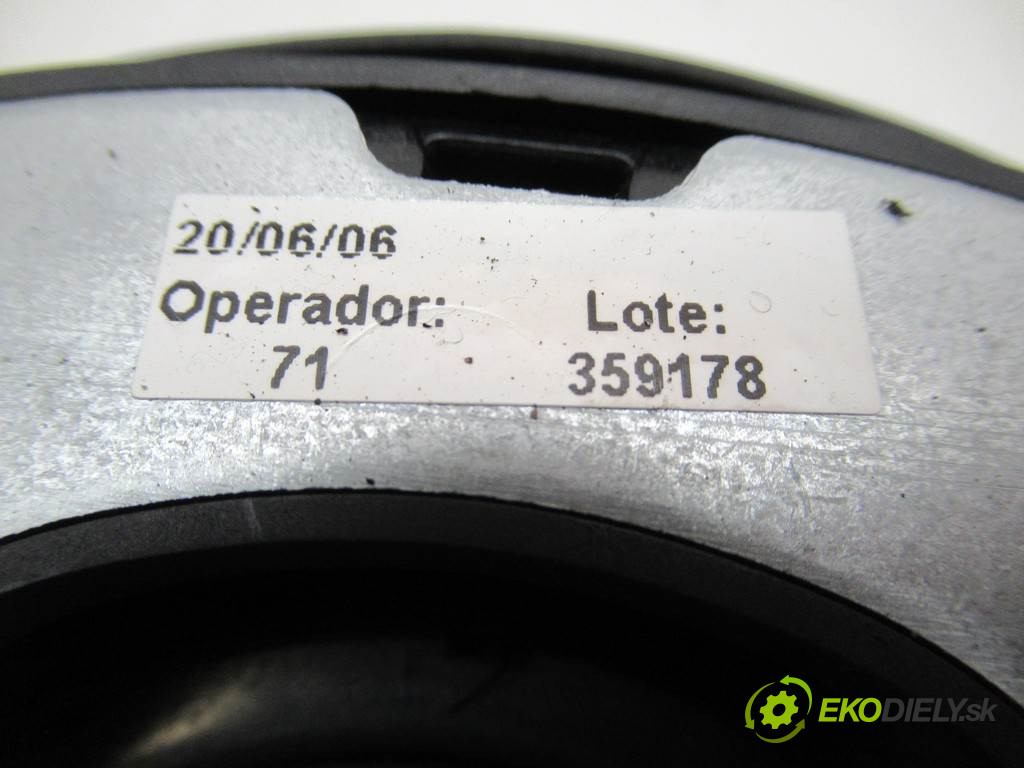 20/06/06
Operador: Lote:
71 359178
EKODIELY.sk